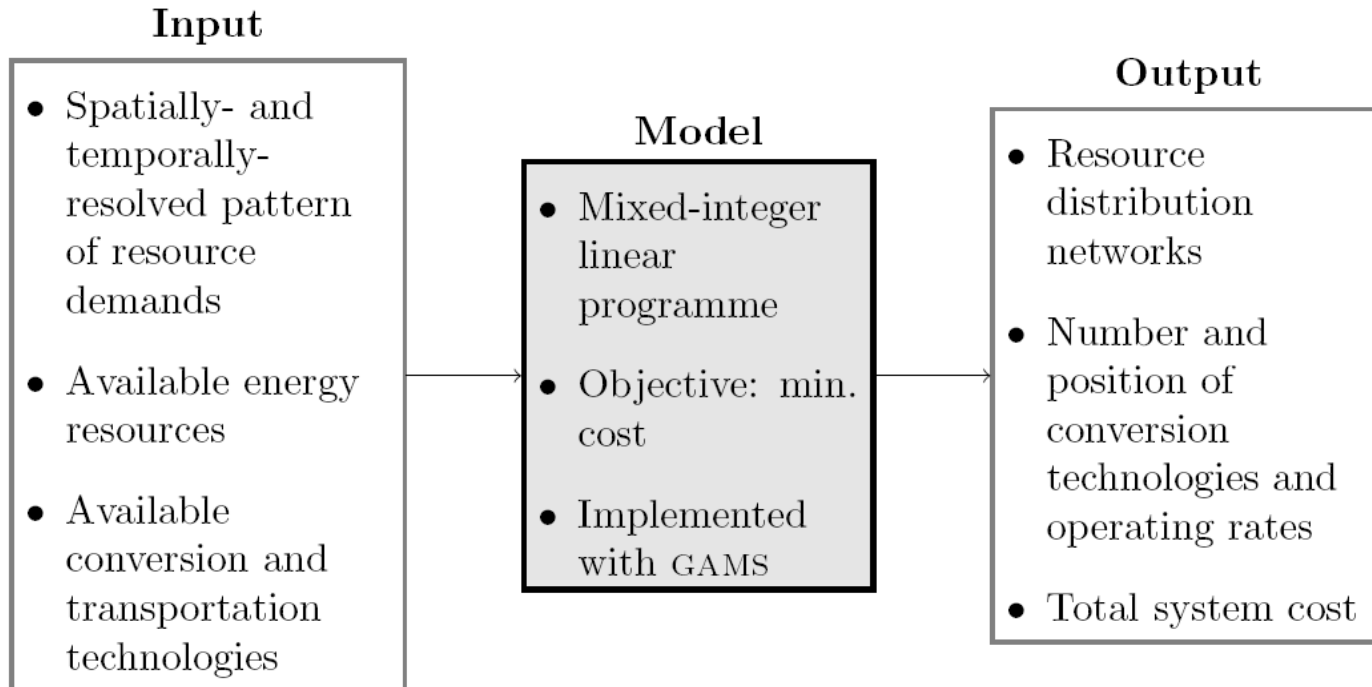 Input
• Spatially- and
temporally-
resolved pattern
of resource
demands
• Available energy
resources
• Available
conversion and
transportation
technologies
Model
• Mixed-integer
linear
programme
• Objective: min.
cost
• Implemented
with GAMS
Output
• Resource
distribution
networks
• Number and
position of
conversion
technologies and
operating rates
• Total system cost